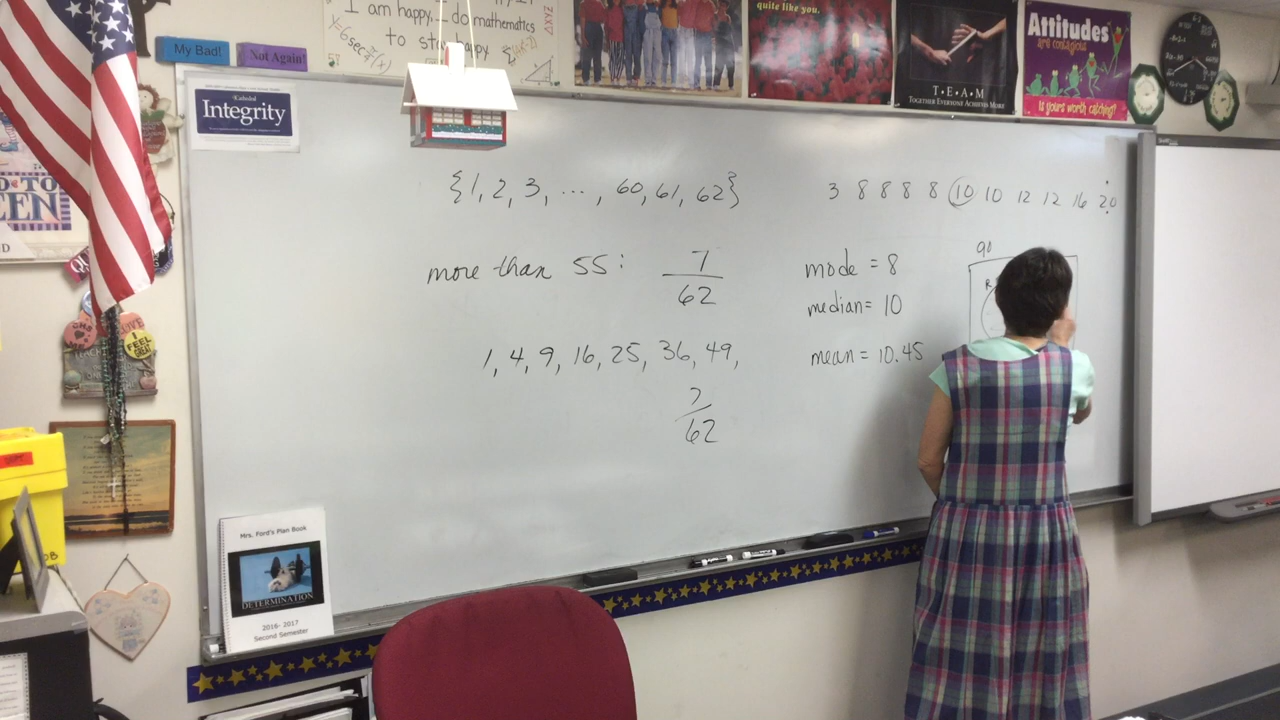 My Bad!
Not Again!
I am happy. I do mathematics
to stay happy.
quite like you.
T•E•A•M
TOGETHER EVERYONE ACHIEVES MORE
Attitudes
are contagious
is yours worth catching?
Integrity
{1, 2, 3, ..., 60, 61, 62}
more than 55: 7/62
1, 4, 9, 16, 25, 36, 49,
7/62
3 8 8 8 8 10 10 12 12 16 20
mode = 8
median = 10
mean = 10.45
90
R
I FEEL GREAT
Mrs. Ford's Plan Book
DETERMINATION
2016- 2017
Second Semester